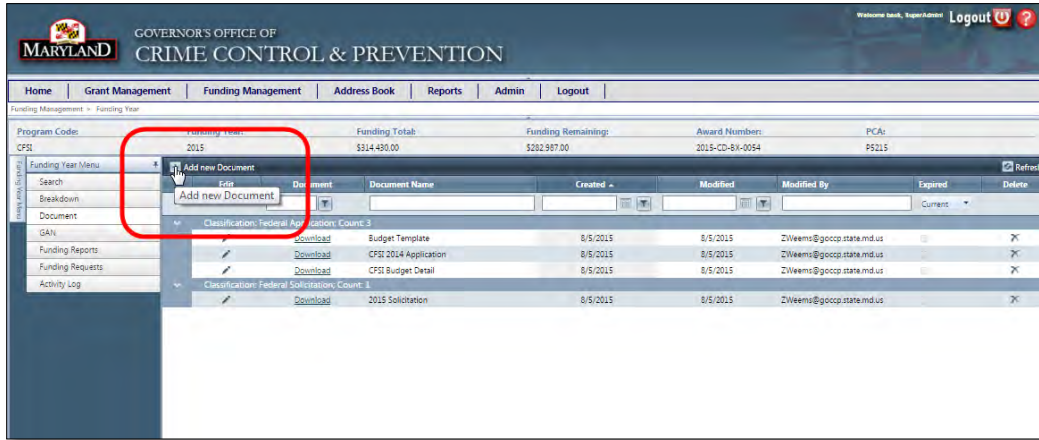 Welcome back, SuperAdmin! Logout
MARYLAND
GOVERNOR'S OFFICE OF
CRIME CONTROL & PREVENTION
Home Grant Management Funding Management Address Book Reports Admin Logout
Funding Management > Funding Year
Program Code: Funding Year: Funding Total: Funding Remaining: Award Number: PCA:
CFSI 2015 $314,430.00 $282,987.00 2015-CD-BX-0054 P5215
Funding Year Menu
Funding Year Menu Add new Document Refresh
Search Edit Document Document Name Created Modified Modified By Expired Delete
Add new Document
Breakdown Current
Document Classification: Federal Application; Count: 3
GAN Download Budget Template 8/5/2015 8/5/2015 ZWeems@goccp.state.md.us
Funding Reports Download CFSI 2014 Application 8/5/2015 8/5/2015 ZWeems@goccp.state.md.us
Funding Requests Download CFSI Budget Detail 8/5/2015 8/5/2015 ZWeems@goccp.state.md.us
Activity Log Classification: Federal Solicitation; Count: 1
Download 2015 Solicitation 8/5/2015 8/5/2015 ZWeems@goccp.state.md.us